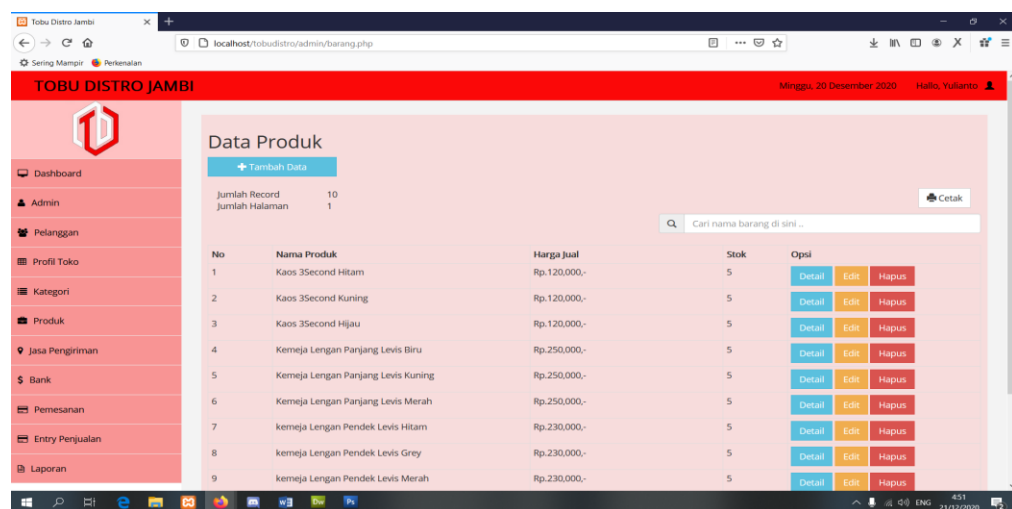 Tobu Distro Jambi
localhost/tobudistro/admin/barang.php
Sering Mampir Perkenalan
TOBU DISTRO JAMBI Minggu, 20 Desember 2020 Hallo, Yulianto
Dashboard
Admin
Pelanggan
Profil Toko
Kategori
Produk
Jasa Pengiriman
$ Bank
Pemesanan
Entry Penjualan
Laporan
Data Produk
+ Tambah Data
Jumlah Record 10
Jumlah Halaman 1
Cetak
Cari nama barang di sini ..
No Nama Produk Harga Jual Stok Opsi
1 Kaos 3Second Hitam Rp.120,000,- 5 Detail Edit Hapus
2 Kaos 3Second Kuning Rp.120,000,- 5 Detail Edit Hapus
3 Kaos 3Second Hijau Rp.120,000,- 5 Detail Edit Hapus
4 Kemeja Lengan Panjang Levis Biru Rp.250,000,- 5 Detail Edit Hapus
5 Kemeja Lengan Panjang Levis Kuning Rp.250,000,- 5 Detail Edit Hapus
6 Kemeja Lengan Panjang Levis Merah Rp.250,000,- 5 Detail Edit Hapus
7 kemeja Lengan Pendek Levis Hitam Rp.230,000,- 5 Detail Edit Hapus
8 kemeja Lengan Pendek Levis Grey Rp.230,000,- 5 Detail Edit Hapus
9 kemeja Lengan Pendek Levis Merah Rp.230,000,- 5 Detail Edit Hapus
Dw Ps ENG 4:51
21/12/2020